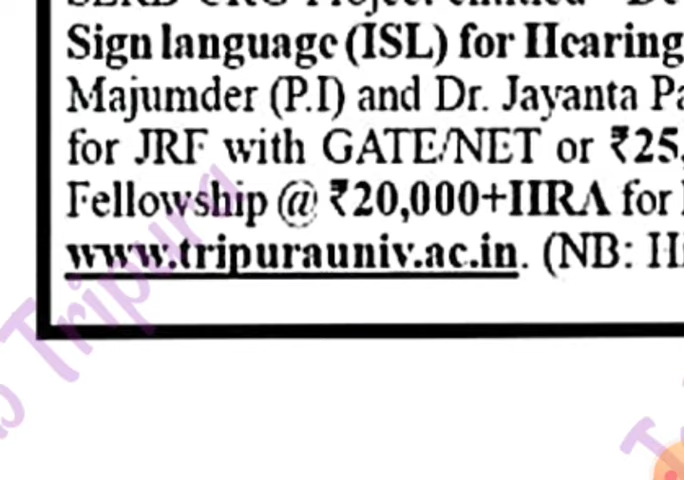 Sign language (ISL) for Hearing
Majumder (P.I) and Dr. Jayanta Pa
for JRF with GATE/NET or ₹25,
Fellowship @ ₹20,000+HRA for
www.tripurauniv.ac.in. (NB: H
Tripura